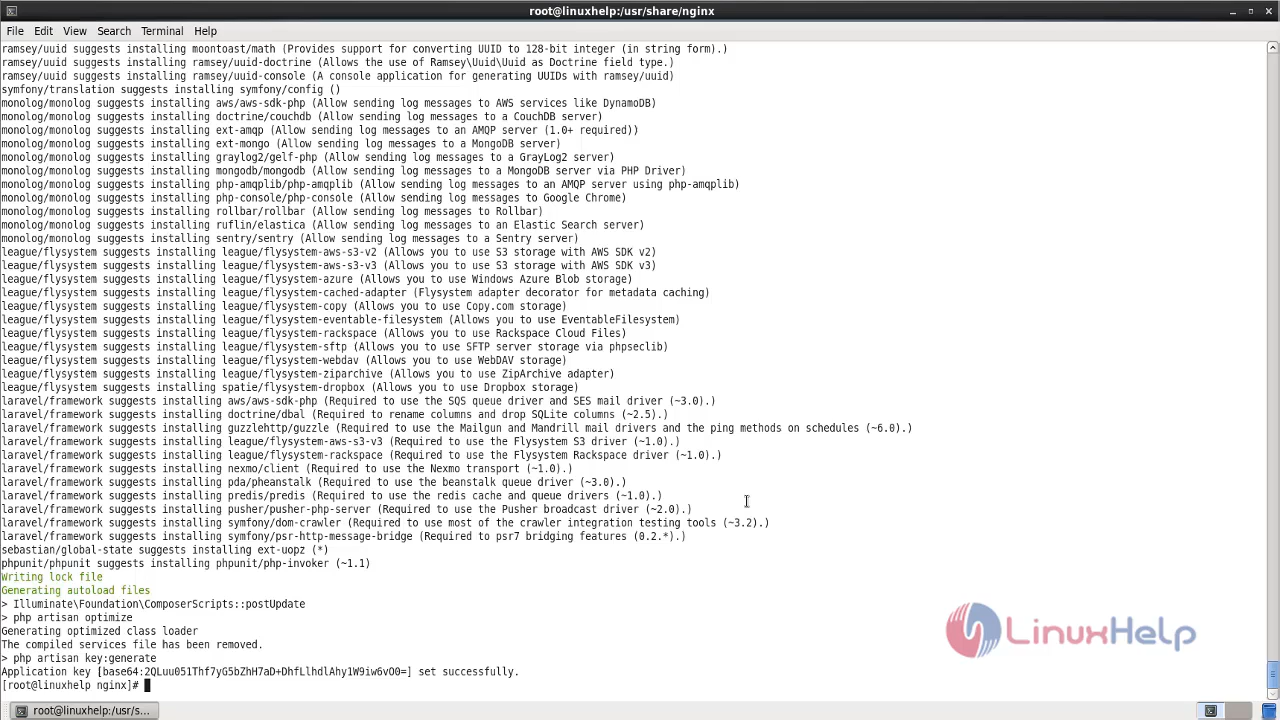 root@linuxhelp:/usr/share/nginx
File Edit View Search Terminal Help
ramsey/uuid suggests installing moontoast/math (Provides support for converting UUID to 128-bit integer (in string form).)
ramsey/uuid suggests installing ramsey/uuid-doctrine (Allows the use of Ramsey\Uuid\Uuid as Doctrine field type.)
ramsey/uuid suggests installing ramsey/uuid-console (A console application for generating UUIDs with ramsey/uuid)
symfony/translation suggests installing symfony/config ()
monolog/monolog suggests installing aws/aws-sdk-php (Allow sending log messages to AWS services like DynamoDB)
monolog/monolog suggests installing doctrine/couchdb (Allow sending log messages to a CouchDB server)
monolog/monolog suggests installing ext-amqp (Allow sending log messages to an AMQP server (1.0+ required))
monolog/monolog suggests installing ext-mongo (Allow sending log messages to a MongoDB server)
monolog/monolog suggests installing graylog2/gelf-php (Allow sending log messages to a GrayLog2 server)
monolog/monolog suggests installing mongodb/mongodb (Allow sending log messages to a MongoDB server via PHP Driver)
monolog/monolog suggests installing php-amqplib/php-amqplib (Allow sending log messages to an AMQP server using php-amqplib)
monolog/monolog suggests installing php-console/php-console (Allow sending log messages to Google Chrome)
monolog/monolog suggests installing rollbar/rollbar (Allow sending log messages to Rollbar)
monolog/monolog suggests installing ruflin/elastica (Allow sending log messages to an Elastic Search server)
monolog/monolog suggests installing sentry/sentry (Allow sending log messages to a Sentry server)
league/flysystem suggests installing league/flysystem-aws-s3-v2 (Allows you to use S3 storage with AWS SDK v2)
league/flysystem suggests installing league/flysystem-aws-s3-v3 (Allows you to use S3 storage with AWS SDK v3)
league/flysystem suggests installing league/flysystem-azure (Allows you to use Windows Azure Blob storage)
league/flysystem suggests installing league/flysystem-cached-adapter (Flysystem adapter decorator for metadata caching)
league/flysystem suggests installing league/flysystem-copy (Allows you to use Copy.com storage)
league/flysystem suggests installing league/flysystem-eventable-filesystem (Allows you to use EventableFilesystem)
league/flysystem suggests installing league/flysystem-rackspace (Allows you to use Rackspace Cloud Files)
league/flysystem suggests installing league/flysystem-sftp (Allows you to use SFTP server storage via phpseclib)
league/flysystem suggests installing league/flysystem-webdav (Allows you to use WebDAV storage)
league/flysystem suggests installing league/flysystem-ziparchive (Allows you to use ZipArchive adapter)
league/flysystem suggests installing spatie/flysystem-dropbox (Allows you to use Dropbox storage)
laravel/framework suggests installing aws/aws-sdk-php (Required to use the SQS queue driver and SES mail driver (~3.0).)
laravel/framework suggests installing doctrine/dbal (Required to rename columns and drop SQLite columns (~2.5).)
laravel/framework suggests installing guzzlehttp/guzzle (Required to use the Mailgun and Mandrill mail drivers and the ping methods on schedules (~6.0).)
laravel/framework suggests installing league/flysystem-aws-s3-v3 (Required to use the Flysystem S3 driver (~1.0).)
laravel/framework suggests installing league/flysystem-rackspace (Required to use the Flysystem Rackspace driver (~1.0).)
laravel/framework suggests installing nexmo/client (Required to use the Nexmo transport (~1.0).)
laravel/framework suggests installing pda/pheanstalk (Required to use the beanstalk queue driver (~3.0).)
laravel/framework suggests installing predis/predis (Required to use the redis cache and queue drivers (~1.0).)
laravel/framework suggests installing pusher/pusher-php-server (Required to use the Pusher broadcast driver (~2.0).)
laravel/framework suggests installing symfony/dom-crawler (Required to use most of the crawler integration testing tools (~3.2).)
laravel/framework suggests installing symfony/psr-http-message-bridge (Required to psr7 bridging features (0.2.*).)
sebastian/global-state suggests installing ext-uopz (*)
phpunit/phpunit suggests installing phpunit/php-invoker (~1.1)
Writing lock file
Generating autoload files
> Illuminate\Foundation\ComposerScripts::postUpdate
> php artisan optimize
Generating optimized class loader
The compiled services file has been removed.
> php artisan key:generate
Application key [base64:2QLuu051Thf7yG5bZhH7aD+DhfLlhdlAhy1W9iw6vO0=] set successfully.
[root@linuxhelp nginx]#
LinuxHelp
root@linuxhelp:/usr/s...